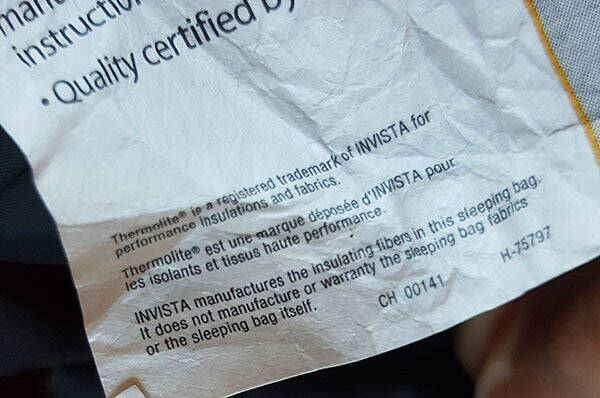 instructio
• Quality certified by
Thermolite® is a registered trademark of INVISTA for
performance insulations and fabrics.
Thermolite® est une marque déposée d'INVISTA pour
les isolants et tissus haute performance.
INVISTA manufactures the insulating fibers in this sleeping bag.
It does not manufacture or warranty the sleeping bag fabrics
or the sleeping bag itself.
CH 00141
H-75797